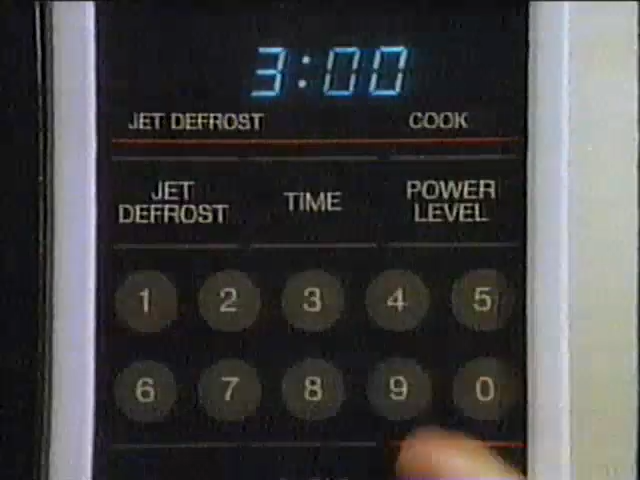 3:00
JET DEFROST COOK
JET DEFROST TIME POWER LEVEL
1 2 3 4 5
6 7 8 9 0